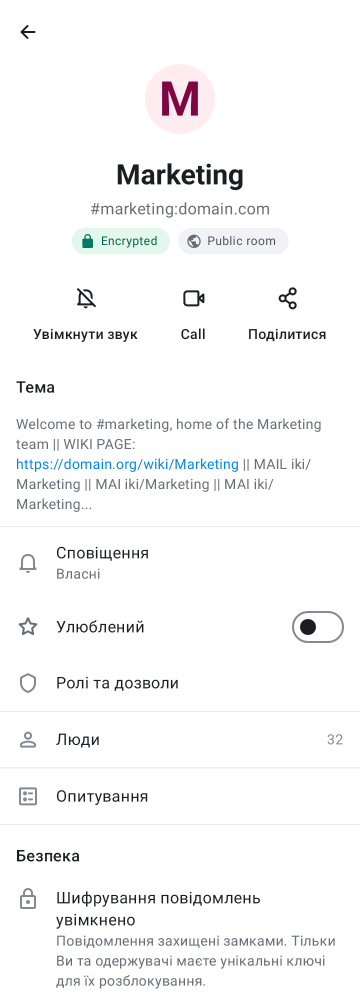 M
Marketing
#marketing:domain.com
Encrypted Public room
Увімкнути звук Call Поділитися
Тема
Welcome to #marketing, home of the Marketing
team || WIKI PAGE:
https://domain.org/wiki/Marketing || MAIL iki/
Marketing || MAI iki/Marketing || MAI iki/
Marketing...
Сповіщення
Власні
Улюблений
Ролі та дозволи
Люди 32
Опитування
Безпека
Шифрування повідомлень
увімкнено
Повідомлення захищені замками. Тільки
Ви та одержувачі маєте унікальні ключі
для їх розблокування.